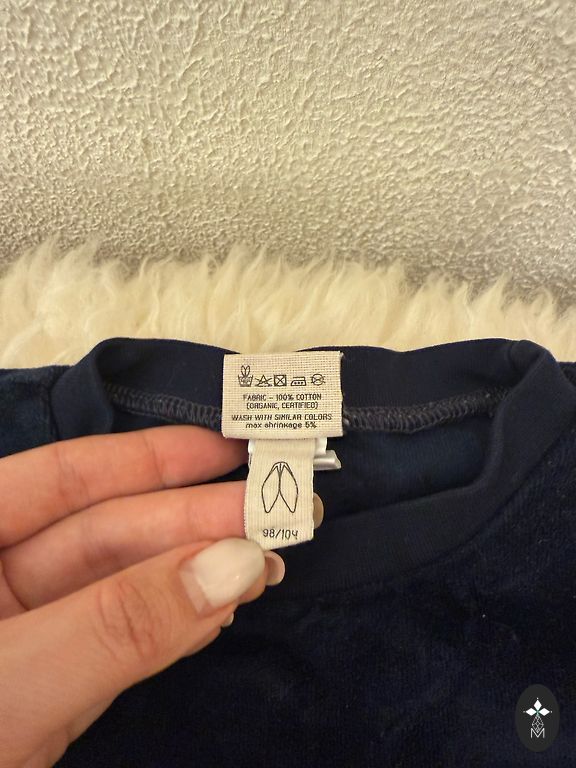 FABRIC - 100% COTTON
(ORGANIC, CERTIFIED)
WASH WITH SIMILAR COLORS
max shrinkage 5%
98/104
M